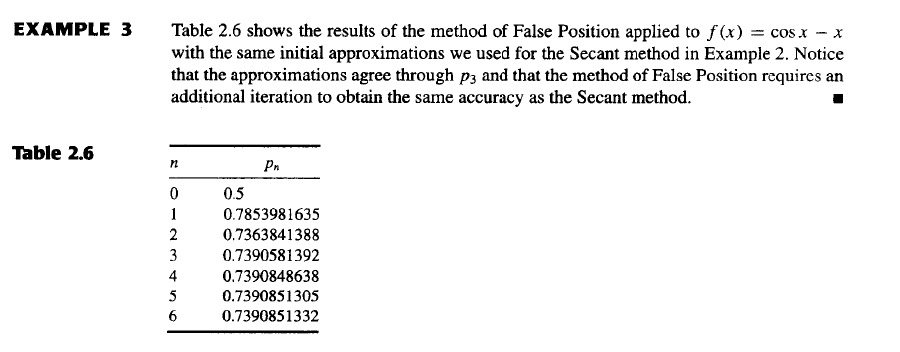 EXAMPLE 3 Table 2.6 shows the results of the method of False Position applied to f(x) = cos x − x
with the same initial approximations we used for the Secant method in Example 2. Notice
that the approximations agree through p₃ and that the method of False Position requires an
additional iteration to obtain the same accuracy as the Secant method. ■
Table 2.6
n pₙ
0 0.5
1 0.7853981635
2 0.7363841388
3 0.7390581392
4 0.7390848638
5 0.7390851305
6 0.7390851332